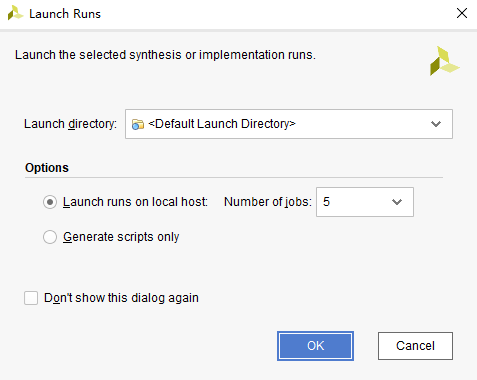 Launch Runs
Launch the selected synthesis or implementation runs.
Launch directory: <Default Launch Directory>
Options
Launch runs on local host: Number of jobs: 5
Generate scripts only
Don't show this dialog again
OK Cancel